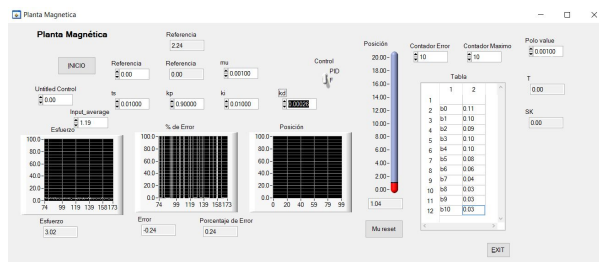 Planta Magnetica
Planta Magnética
INICIO
Referencia
2.24
Referencia
0.00
Referencia
0.00
mu
0.00100
Control
PID
F
Untitled Control
0.00
ts
0.01000
kp
0.90000
ki
0.01000
kd
0.00026
Input_average
1.19
Esfuerzo
100.0
80.0
60.0
40.0
20.0
0.0
74 99 119 139 158 173
Esfuerzo
3.02
% de Error
100.0
80.0
60.0
40.0
20.0
0.0
74 99 119 139 158 173
Error
-0.24
Porcentaje de Error
0.24
Posición
100.0
80.0
60.0
40.0
20.0
0.0
0 20 40 59 79 99
Posición
20.00
18.00
16.00
14.00
12.00
10.00
8.00
6.00
4.00
2.00
0.00
1.04
Mu reset
Contador Error
10
Contador Maximo
10
Tabla
1 2
1
2 b0 0.11
3 b1 0.10
4 b2 0.09
5 b3 0.10
6 b4 0.10
7 b5 0.08
8 b6 0.06
9 b7 0.04
10 b8 0.03
11 b9 0.03
12 b10 0.03
EXIT
Polo value
0.00100
T
0.00
SK
0.00